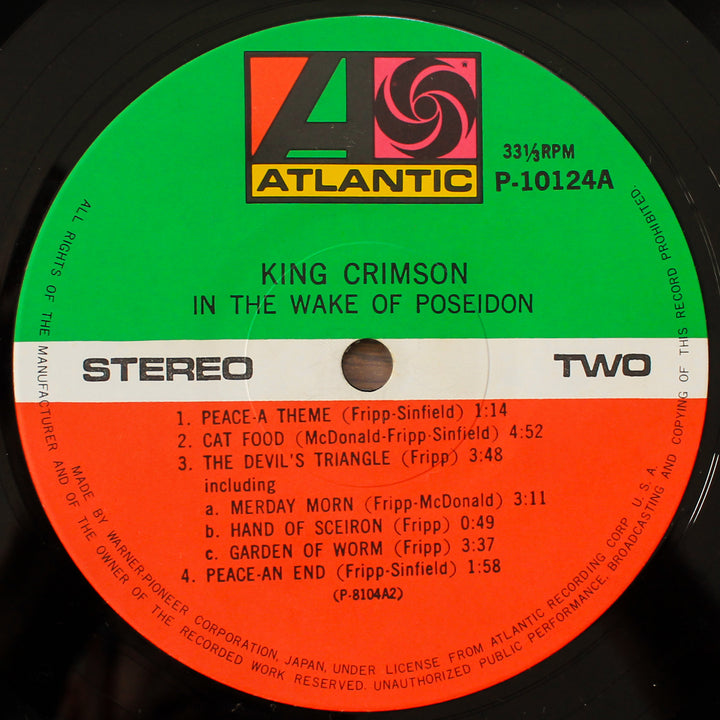 ATLANTIC
33⅓RPM
P-10124A
KING CRIMSON
IN THE WAKE OF POSEIDON
STEREO
TWO
1. PEACE-A THEME (Fripp-Sinfield) 1:14
2. CAT FOOD (McDonald-Fripp-Sinfield) 4:52
3. THE DEVIL'S TRIANGLE (Fripp) 3:48
including
a. MERDAY MORN (Fripp-McDonald) 3:11
b. HAND OF SCEIRON (Fripp) 0:49
c. GARDEN OF WORM (Fripp) 3:37
4. PEACE-AN END (Fripp-Sinfield) 1:58
(P-8104A2)
MADE BY WARNER-PIONEER CORPORATION, JAPAN, UNDER LICENSE FROM ATLANTIC RECORDING CORP. U.S.A.
ALL RIGHTS OF THE MANUFACTURER AND OF THE OWNER OF THE RECORDED WORK RESERVED. UNAUTHORIZED PUBLIC PERFORMANCE, BROADCASTING AND COPYING OF THIS RECORD PROHIBITED.